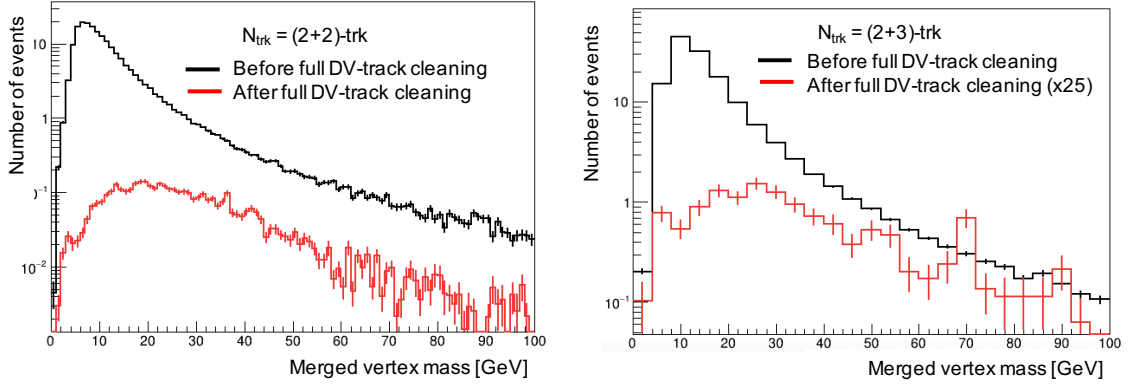 Number of events
10
1
10⁻¹
10⁻²
N_trk = (2+2)-trk
Before full DV-track cleaning
After full DV-track cleaning
0 10 20 30 40 50 60 70 80 90 100
Merged vertex mass [GeV]
Number of events
10
1
10⁻¹
N_trk = (2+3)-trk
Before full DV-track cleaning
After full DV-track cleaning (x25)
0 10 20 30 40 50 60 70 80 90 100
Merged vertex mass [GeV]